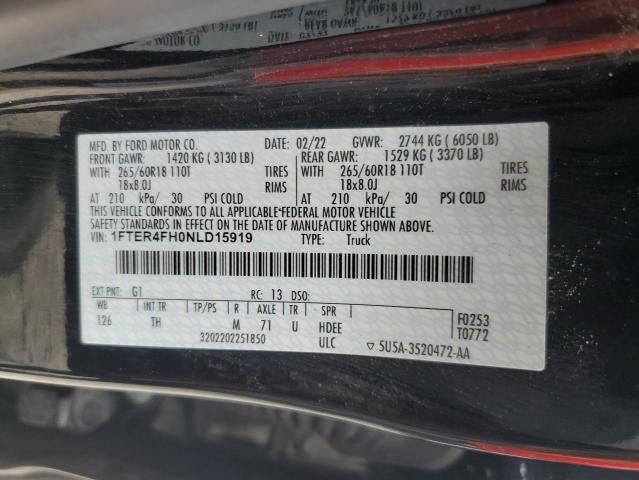 MFD. BY FORD MOTOR CO. 02/22 GVWR: 2744 KG (6050 LB)
FRONT GAWR: 1420 KG (3130 LB) REAR GAWR: 1529 KG (3370 LB)
WITH 265/60R18 110T TIRES WITH 265/60R18 110T TIRES
18x8.0J RIMS 18x8.0J RIMS
AT 210 kPa/ 30 PSI COLD AT 210 kPa/ 30 PSI COLD
THIS VEHICLE CONFORMS TO ALL APPLICABLE FEDERAL MOTOR VEHICLE
SAFETY STANDARDS IN EFFECT ON THE DATE OF MANUFACTURE SHOWN ABOVE.
VIN: 1FTER4FH0NLD15919 TYPE: Truck
EXT PNT: G1 RC: 13 DSO:
WB INT TR TP/PS R AXLE TR SPR F0253
126 TH M 71 U HDEE T0772
3202202251850 ULC ▽ 5U5A-3520472-AA